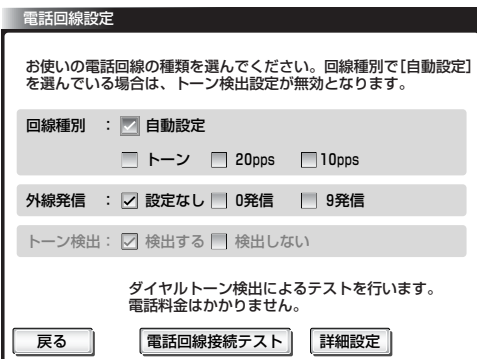 電話回線設定
お使いの電話回線の種類を選んでください。回線種別で[自動設定]
を選んでいる場合は、トーン検出設定が無効となります。
回線種別 : 自動設定
トーン 20pps 10pps
外線発信 : 設定なし 0発信 9発信
トーン検出: 検出する 検出しない
ダイヤルトーン検出によるテストを行います。
電話料金はかかりません。
戻る 電話回線接続テスト 詳細設定